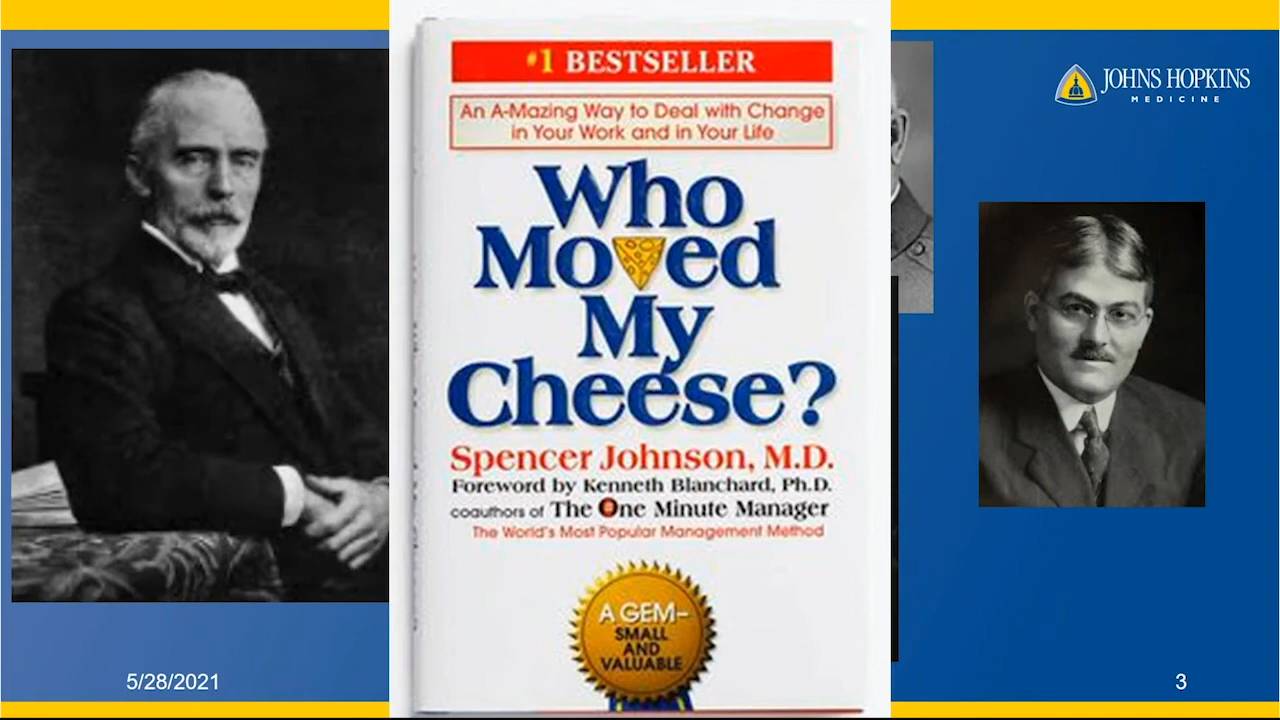 #1 BESTSELLER
An A-Mazing Way to Deal with Change
in Your Work and in Your Life
Who
Moved
My
Cheese?
Spencer Johnson, M.D.
Foreword by Kenneth Blanchard, Ph.D.
coauthors of The One Minute Manager
The World's Most Popular Management Method
A GEM–
SMALL
AND
VALUABLE
JOHNS HOPKINS
MEDICINE
5/28/2021
3